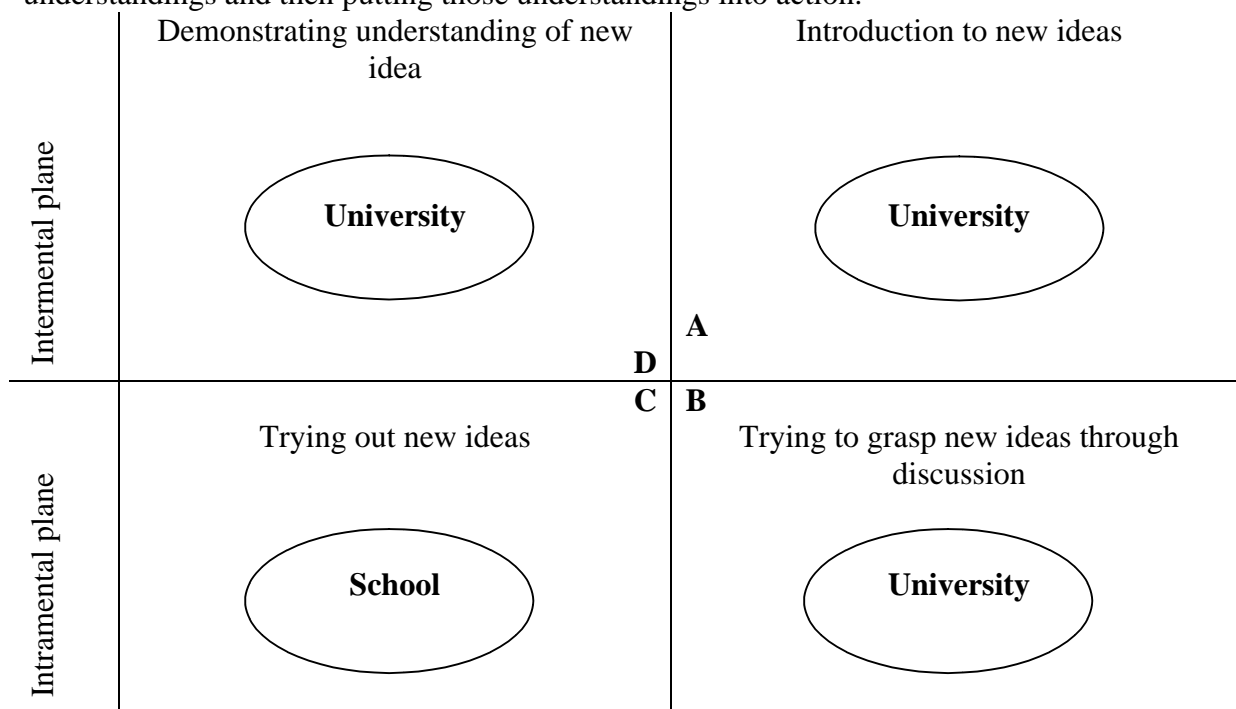 understandings and then putting those understandings into action.
Demonstrating understanding of new
idea
Introduction to new ideas
Intermental plane
University
University
A
D
C
B
Trying out new ideas
Trying to grasp new ideas through
discussion
Intramental plane
School
University